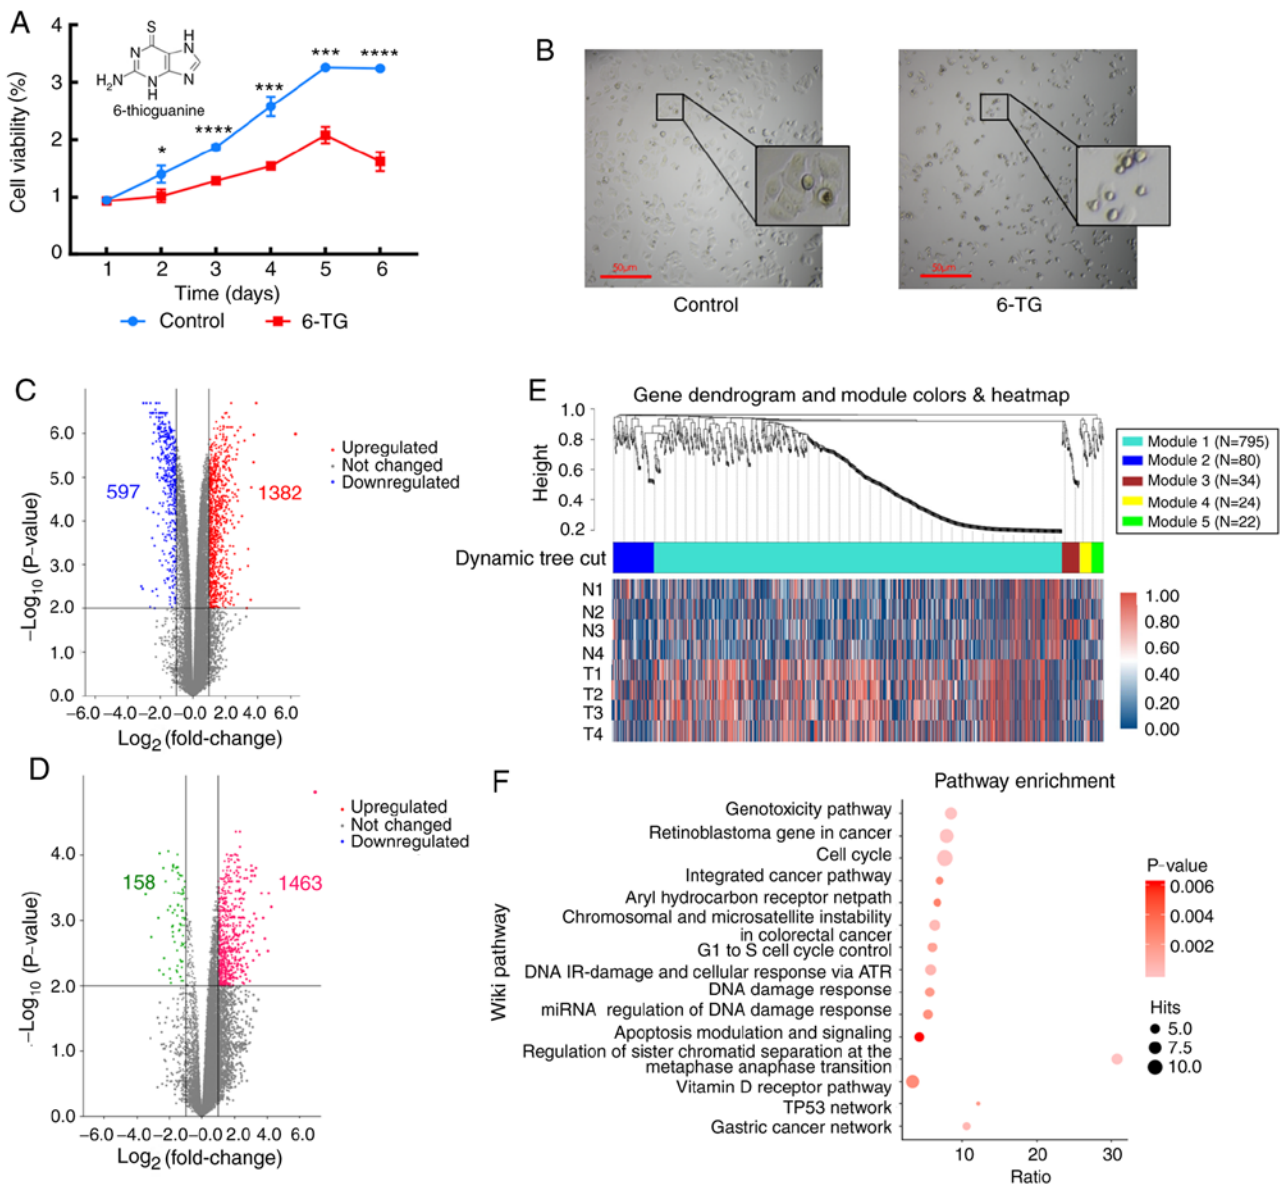 A
4
3
2
1
0
Cell viability (%)
S
N
H
N
H₂N
N
H
N
6-thioguanine
*
****
***
***
****
1 2 3 4 5 6
Time (days)
Control 6-TG
B
50μm
50μm
Control
6-TG
C
6.0
5.0
4.0
3.0
2.0
1.0
0.0
−Log10 (P-value)
597
1382
Upregulated
Not changed
Downregulated
−6.0 −4.0 −2.0 −0.0 2.0 4.0 6.0
Log2 (fold-change)
D
4.0
3.0
2.0
1.0
0.0
−Log10 (P-value)
158
1463
Upregulated
Not changed
Downregulated
−6.0 −4.0 −2.0 −0.0 2.0 4.0 6.0
Log2 (fold-change)
E
Gene dendrogram and module colors & heatmap
1.0
0.8
0.6
0.4
0.2
Height
Module 1 (N=795)
Module 2 (N=80)
Module 3 (N=34)
Module 4 (N=24)
Module 5 (N=22)
Dynamic tree cut
N1
N2
N3
N4
T1
T2
T3
T4
1.00
0.80
0.60
0.40
0.20
0.00
F
Pathway enrichment
Wiki pathway
Genotoxicity pathway
Retinoblastoma gene in cancer
Cell cycle
Integrated cancer pathway
Aryl hydrocarbon receptor netpath
Chromosomal and microsatellite instability
in colorectal cancer
G1 to S cell cycle control
DNA IR-damage and cellular response via ATR
DNA damage response
miRNA regulation of DNA damage response
Apoptosis modulation and signaling
Regulation of sister chromatid separation at the
metaphase anaphase transition
Vitamin D receptor pathway
TP53 network
Gastric cancer network
10 20 30
Ratio
P-value
0.006
0.004
0.002
Hits
5.0
7.5
10.0